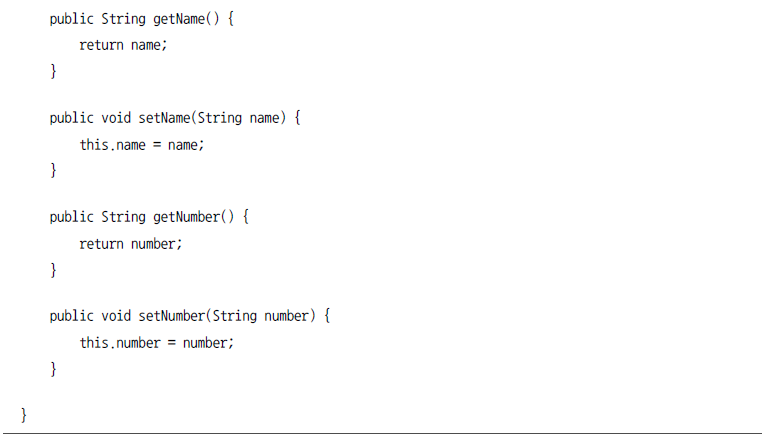 public String getName() {
return name;
}
public void setName(String name) {
this.name = name;
}
public String getNumber() {
return number;
}
public void setNumber(String number) {
this.number = number;
}
}